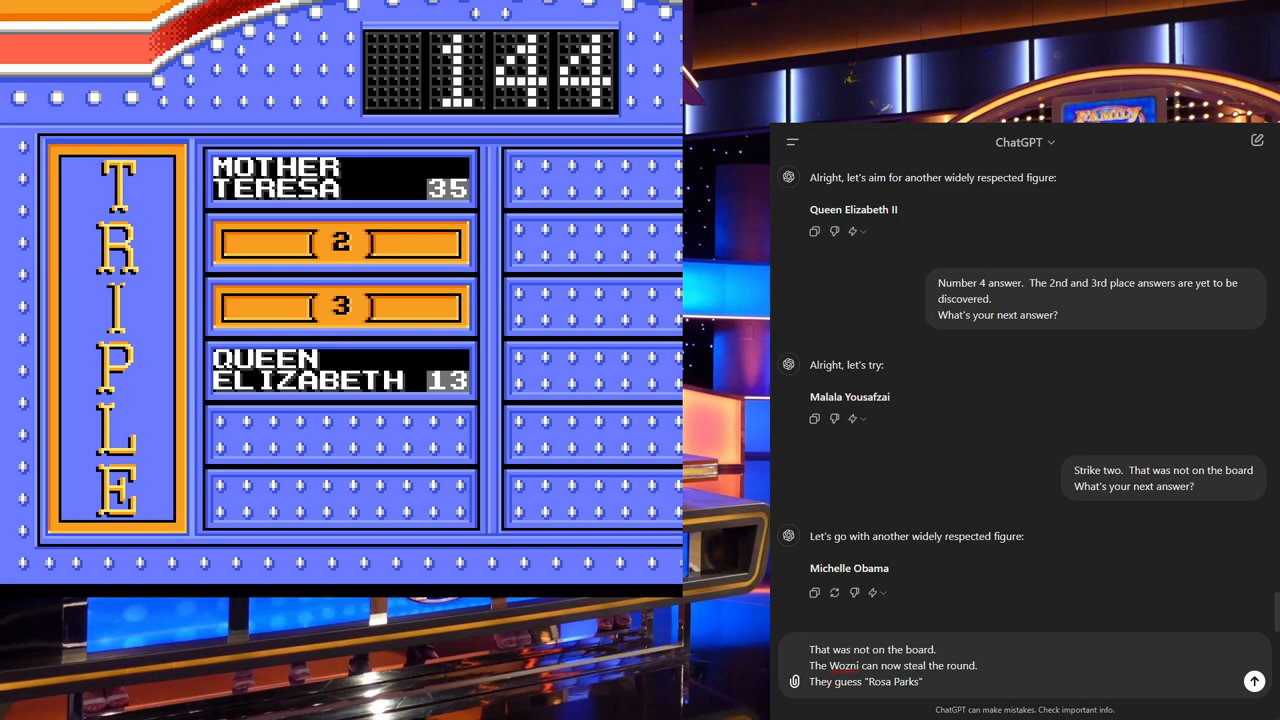 144
TRIPLE
MOTHER
TERESA 35
2
3
QUEEN
ELIZABETH 13
FAMILY
ChatGPT
Alright, let's aim for another widely respected figure:
Queen Elizabeth II
Number 4 answer.  The 2nd and 3rd place answers are yet to be
discovered.
What's your next answer?
Alright, let's try:
Malala Yousafzai
Strike two.  That was not on the board
What's your next answer?
Let's go with another widely respected figure:
Michelle Obama
That was not on the board.
The Wozni can now steal the round.
They guess "Rosa Parks"
ChatGPT can make mistakes. Check important info.